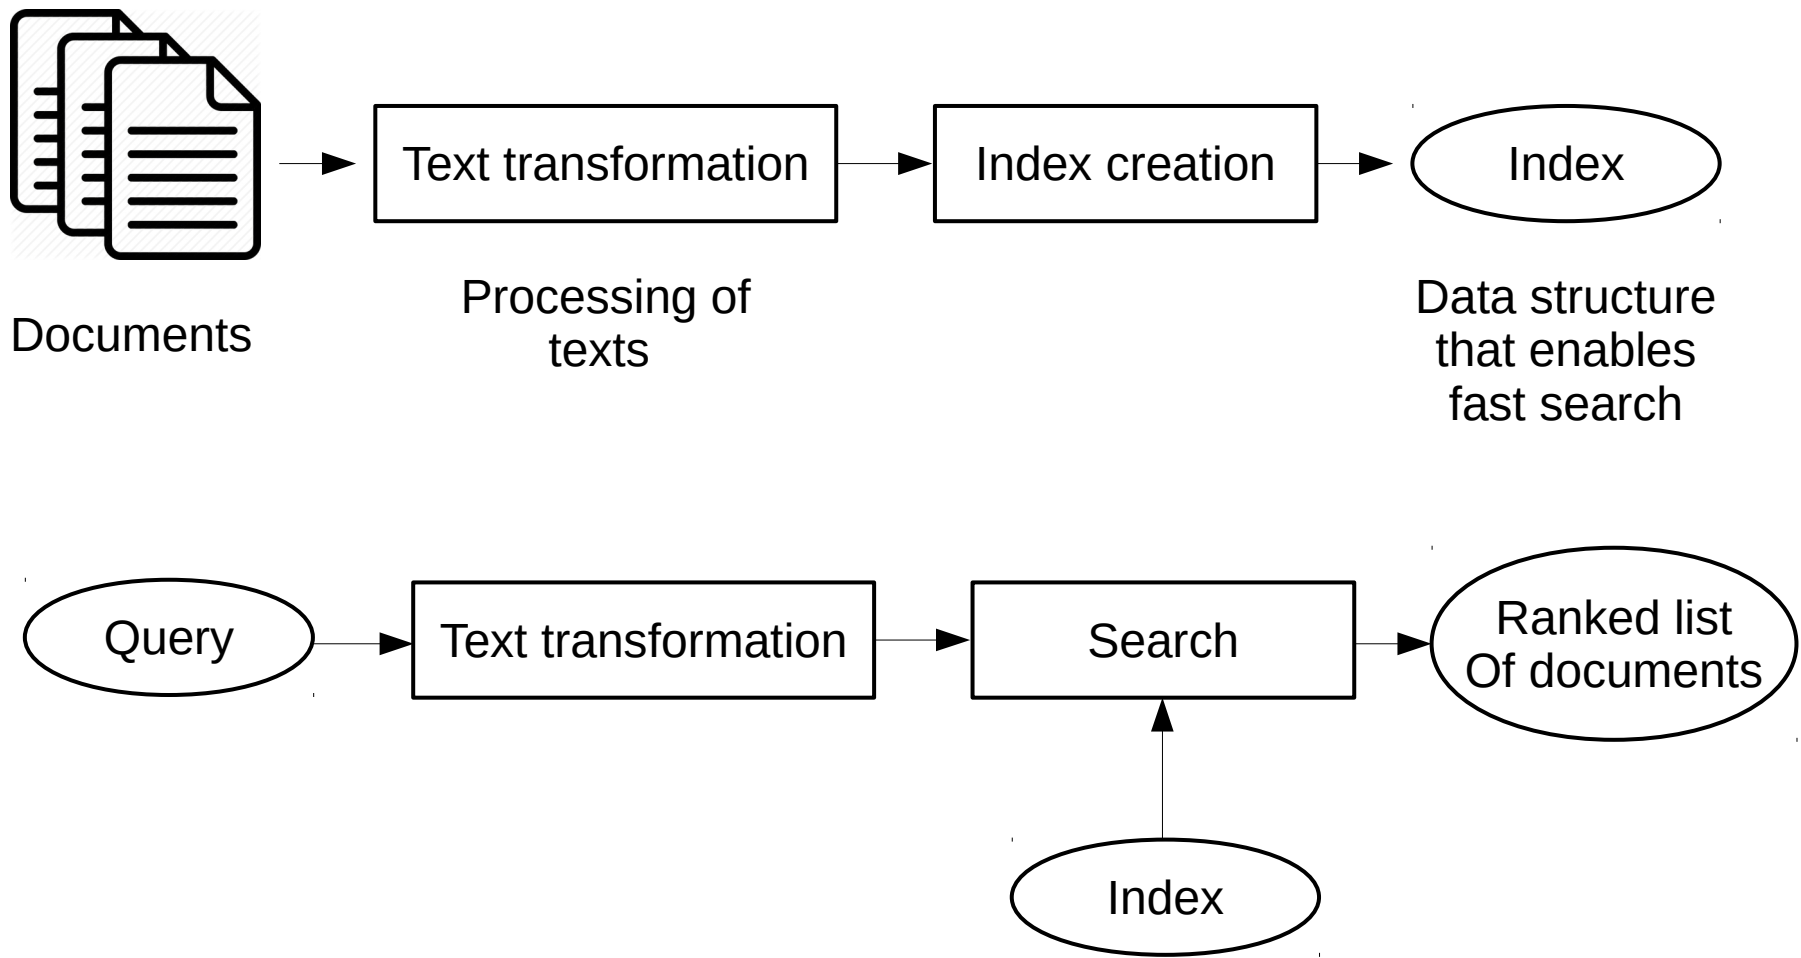 Documents
Text transformation
Processing of
texts
Index creation
Index
Data structure
that enables
fast search
Query
Text transformation
Search
Ranked list
Of documents
Index